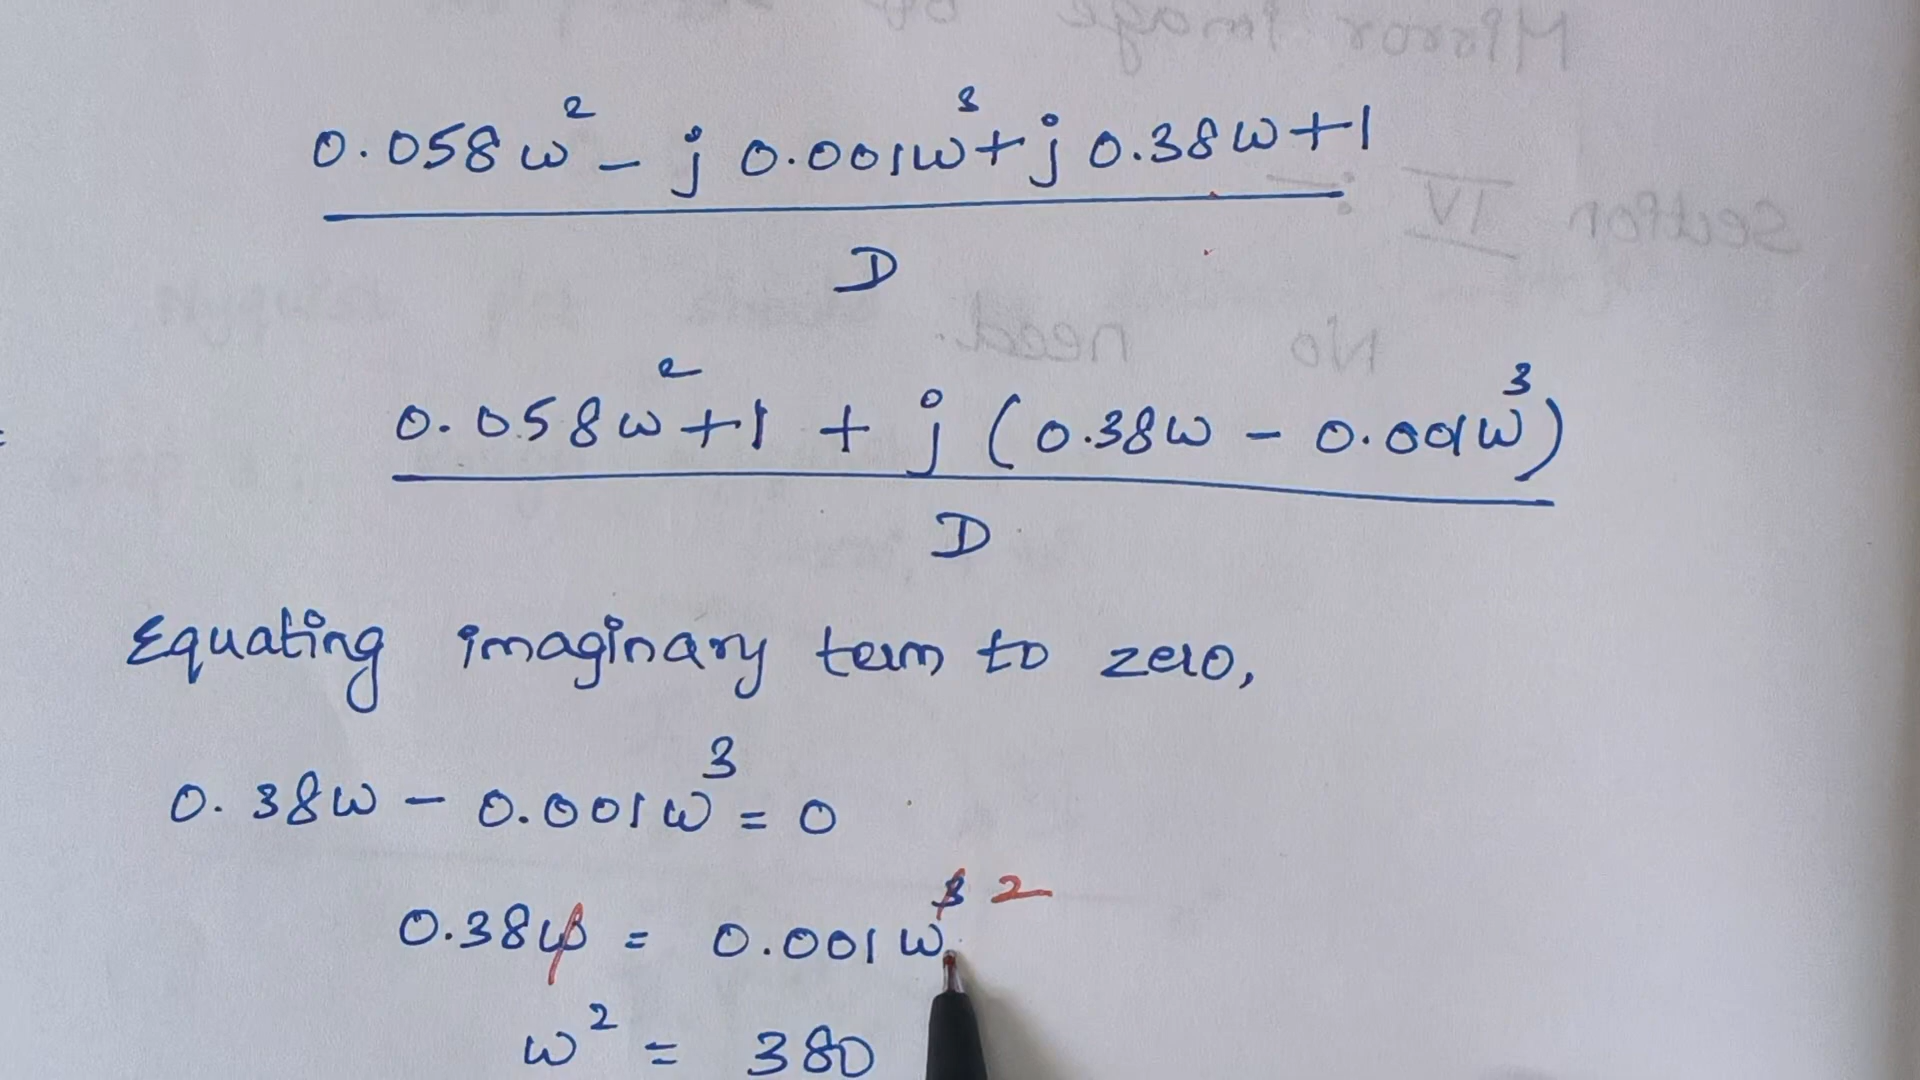 0.058ω² - j 0.001ω³ + j 0.38ω + 1
D
0.058ω² + 1 + j (0.38ω - 0.001ω³)
D
Equating imaginary term to zero,
0.38ω - 0.001ω³ = 0
0.38ω = 0.001ω³ 2
ω² = 380